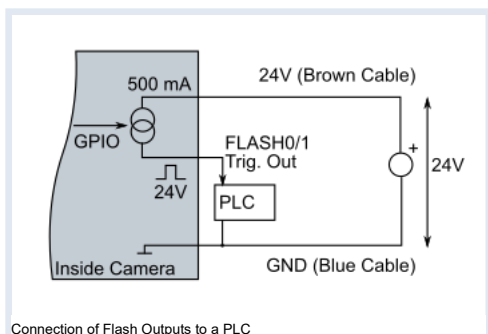 500 mA
24V (Brown Cable)
GPIO
FLASH0/1
Trig. Out
+
24V
24V
PLC
Inside Camera
GND (Blue Cable)
Connection of Flash Outputs to a PLC